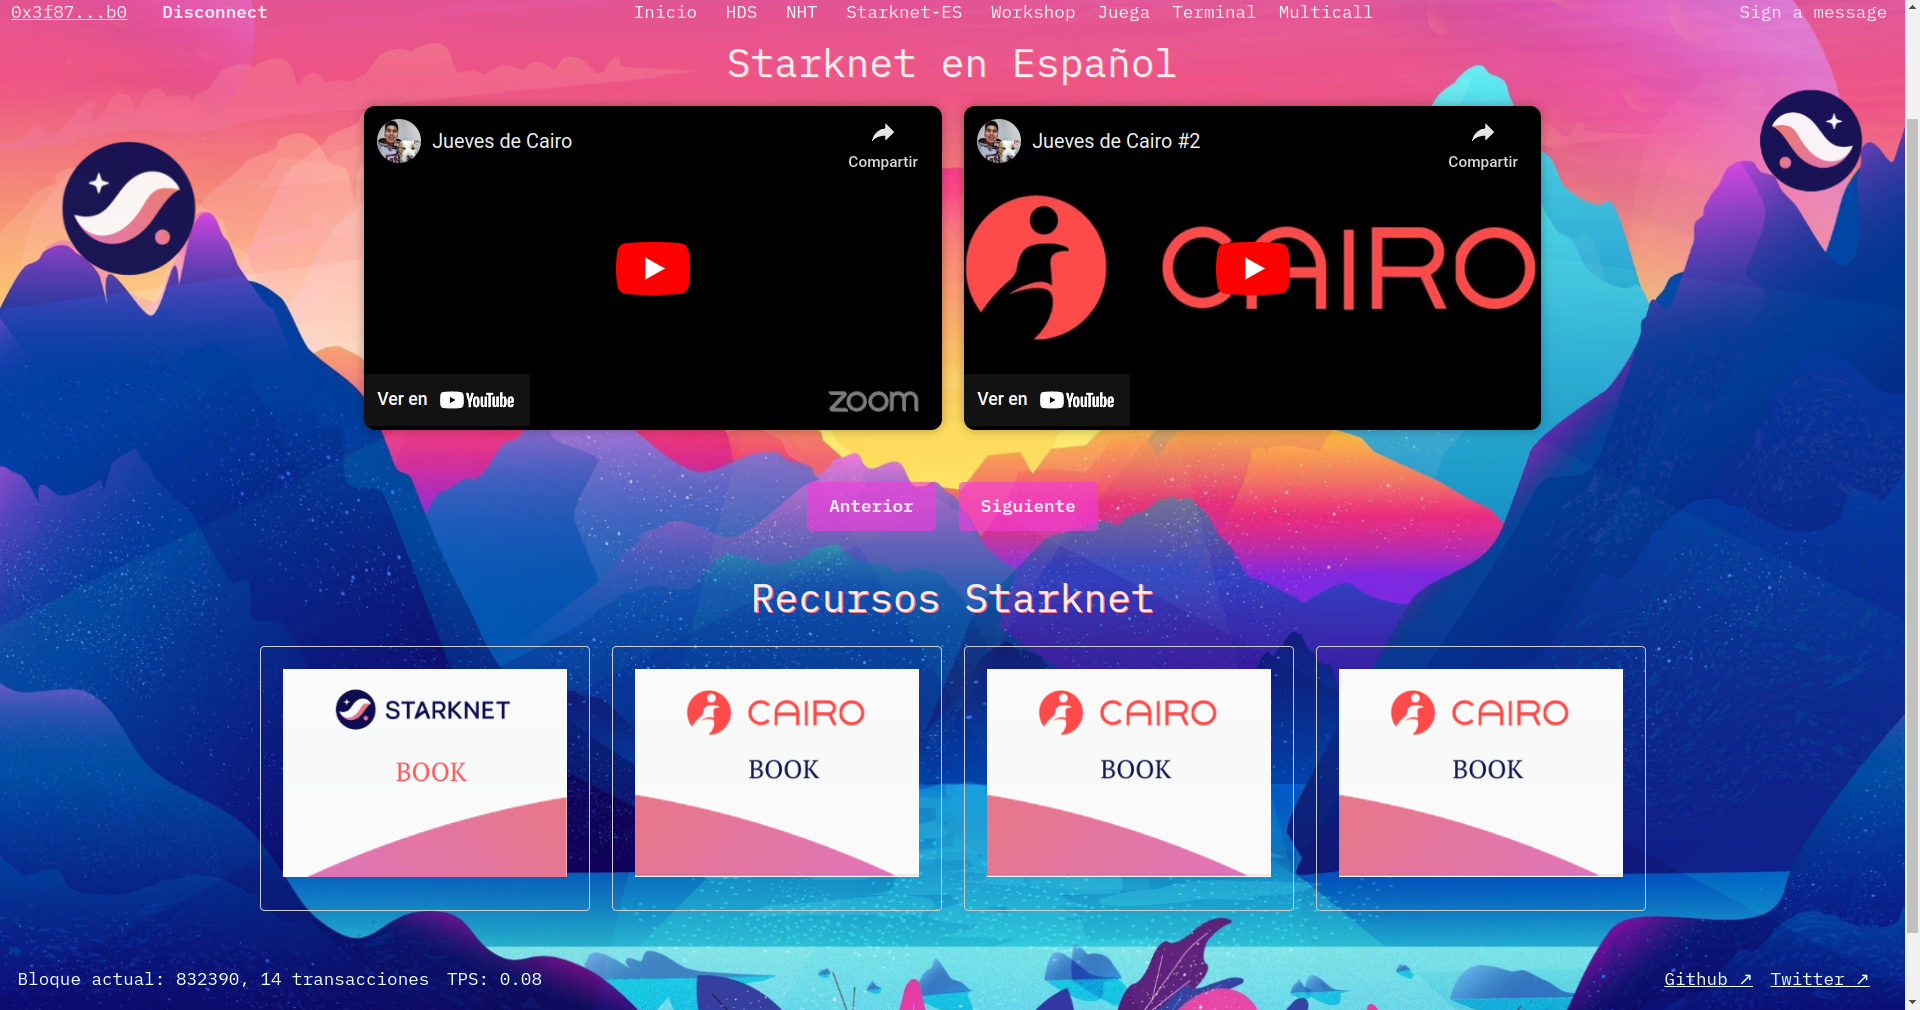 0x3f87...b0 Disconnect Inicio HDS NHT Starknet-ES Workshop Juega Terminal Multicall Sign a message
Starknet en Español
Jueves de Cairo
Compartir
Ver en YouTube
zoom
Jueves de Cairo #2
Compartir
CAIRO
Ver en YouTube
Anterior Siguiente
Recursos Starknet
STARKNET
BOOK
CAIRO
BOOK
CAIRO
BOOK
CAIRO
BOOK
Bloque actual: 832390, 14 transacciones TPS: 0.08
Github ↗ Twitter ↗